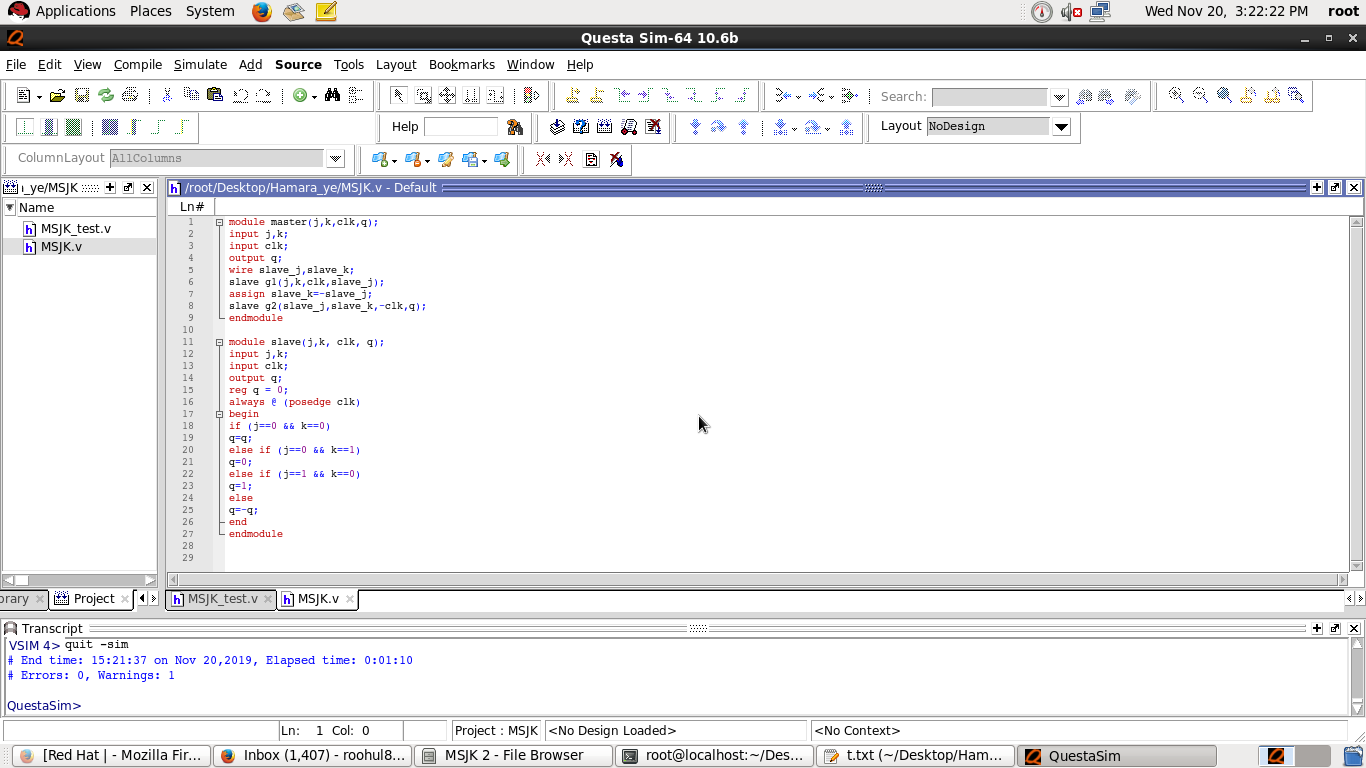 Applications Places System Wed Nov 20, 3:22:22 PM root
Questa Sim-64 10.6b
File Edit View Compile Simulate Add Source Tools Layout Bookmarks Window Help
Search:
Help Layout NoDesign
ColumnLayout AllColumns
ı_ye/MSJK /root/Desktop/Hamara_ye/MSJK.v - Default
Name Ln#
MSJK_test.v
MSJK.v
1 module master(j,k,clk,q);
2 input j,k;
3 input clk;
4 output q;
5 wire slave_j,slave_k;
6 slave g1(j,k,clk,slave_j);
7 assign slave_k=~slave_j;
8 slave g2(slave_j,slave_k,~clk,q);
9 endmodule
10
11 module slave(j,k, clk, q);
12 input j,k;
13 input clk;
14 output q;
15 reg q = 0;
16 always @ (posedge clk)
17 begin
18 if (j==0 && k==0)
19 q=q;
20 else if (j==0 && k==1)
21 q=0;
22 else if (j==1 && k==0)
23 q=1;
24 else
25 q=~q;
26 end
27 endmodule
28
29
orary Project MSJK_test.v MSJK.v
Transcript
VSIM 4> quit -sim
# End time: 15:21:37 on Nov 20,2019, Elapsed time: 0:01:10
# Errors: 0, Warnings: 1
QuestaSim>
Ln: 1 Col: 0 Project : MSJK <No Design Loaded> <No Context>
[Red Hat | - Mozilla Fir... Inbox (1,407) - roohul8... MSJK 2 - File Browser root@localhost:~/Des... t.txt (~/Desktop/Ham... QuestaSim